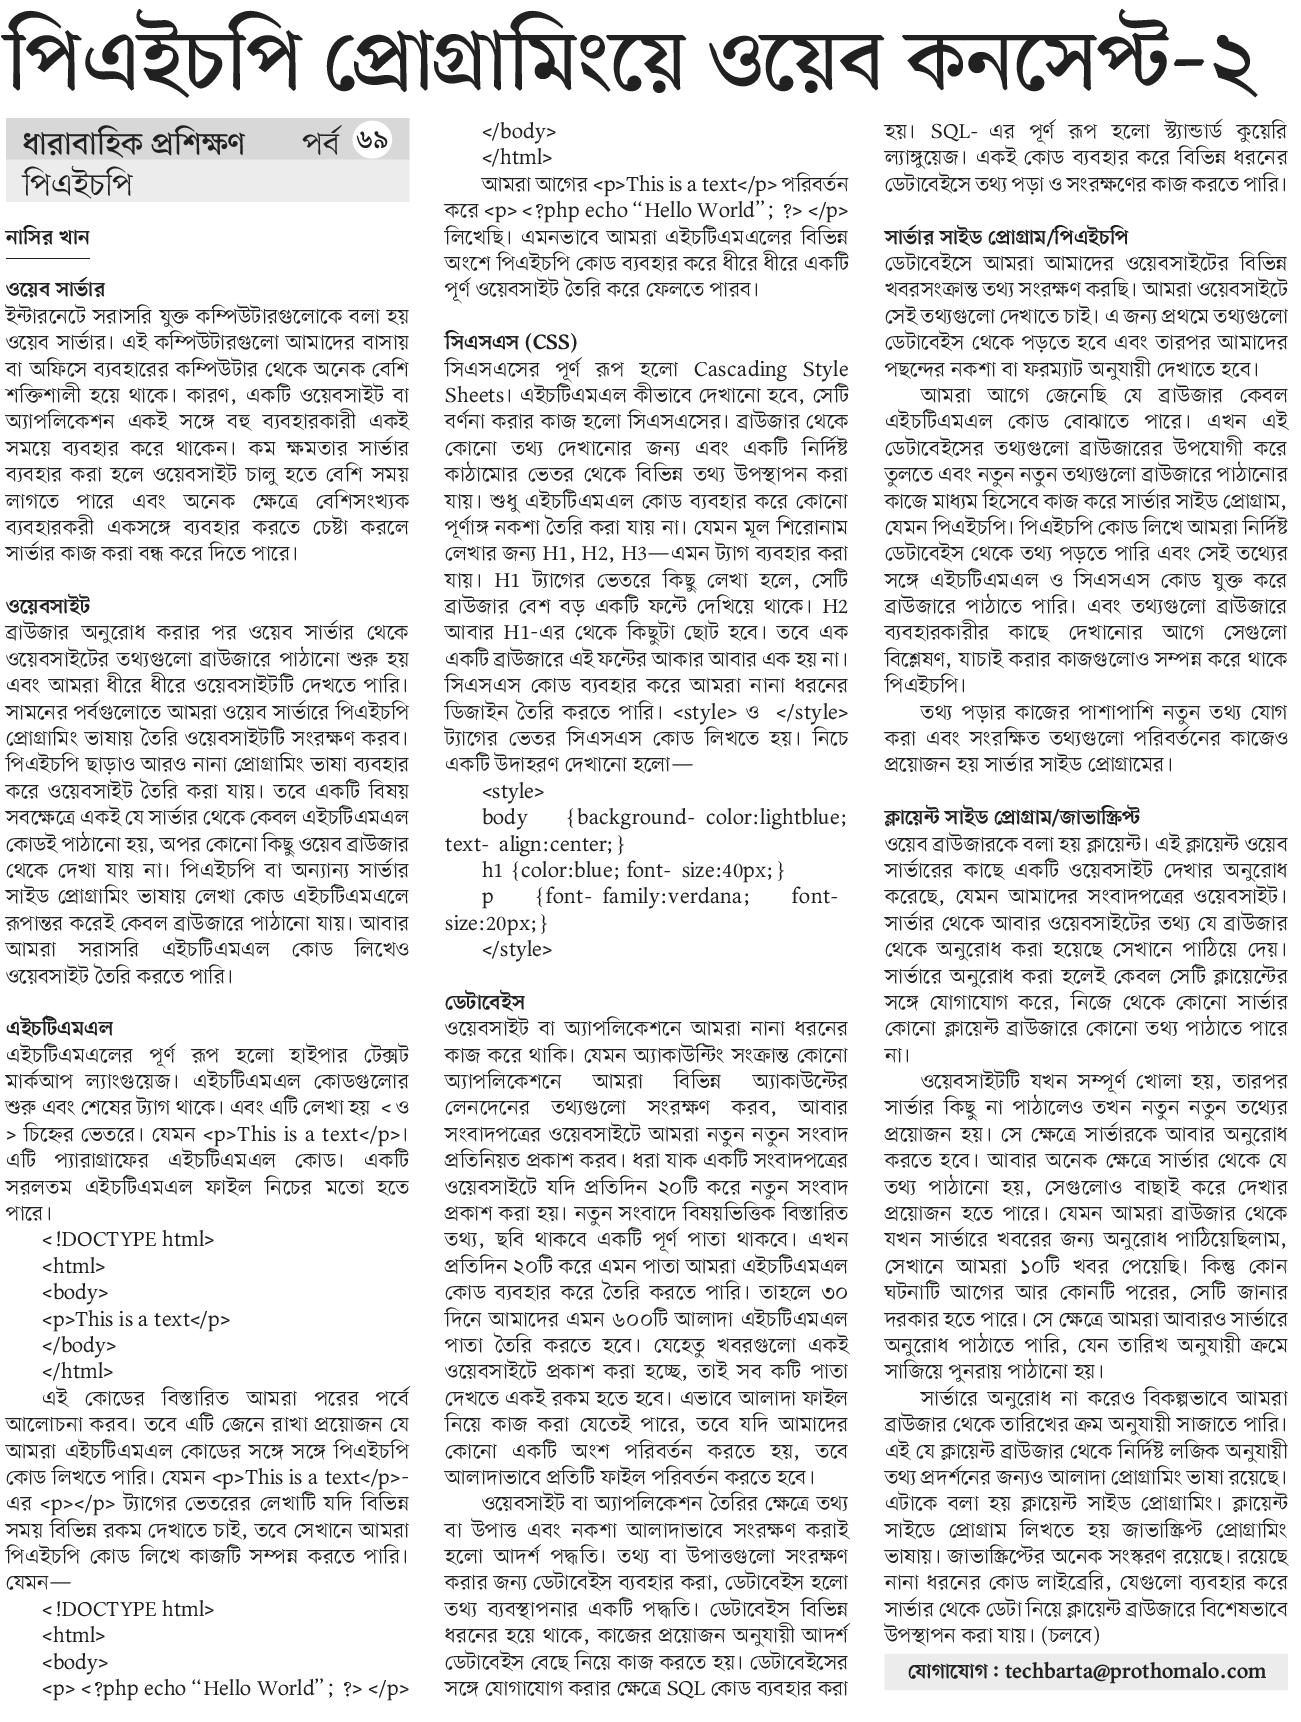 পিএইচপি প্রোগ্রামিংয়ে ওয়েব কনসেপ্ট-২
ধারাবাহিক প্রশিক্ষণ পর্ব ৬৯
পিএইচপি
নাসির খান
ওয়েব সার্ভার
ইন্টারনেটে সরাসরি যুক্ত কম্পিউটারগুলোকে বলা হয়
ওয়েব সার্ভার। এই কম্পিউটারগুলো আমাদের বাসায়
বা অফিসে ব্যবহারের কম্পিউটার থেকে অনেক বেশি
শক্তিশালী হয়ে থাকে। কারণ, একটি ওয়েবসাইট বা
অ্যাপলিকেশন একই সঙ্গে বহু ব্যবহারকারী একই
সময়ে ব্যবহার করে থাকেন। কম ক্ষমতার সার্ভার
ব্যবহার করা হলে ওয়েবসাইট চালু হতে বেশি সময়
লাগতে পারে এবং অনেক ক্ষেত্রে বেশিসংখ্যক
ব্যবহারকরী একসঙ্গে ব্যবহার করতে চেষ্টা করলে
সার্ভার কাজ করা বন্ধ করে দিতে পারে।
ওয়েবসাইট
ব্রাউজার অনুরোধ করার পর ওয়েব সার্ভার থেকে
ওয়েবসাইটের তথ্যগুলো ব্রাউজারে পাঠানো শুরু হয়
এবং আমরা ধীরে ধীরে ওয়েবসাইটটি দেখতে পারি।
সামনের পর্বগুলোতে আমরা ওয়েব সার্ভারে পিএইচপি
প্রোগ্রামিং ভাষায় তৈরি ওয়েবসাইটটি সংরক্ষণ করব।
পিএইচপি ছাড়াও আরও নানা প্রোগ্রামিং ভাষা ব্যবহার
করে ওয়েবসাইট তৈরি করা যায়। তবে একটি বিষয়
সবক্ষেত্রে একই যে সার্ভার থেকে কেবল এইচটিএমএল
কোডই পাঠানো হয়, অপর কোনো কিছু ওয়েব ব্রাউজার
থেকে দেখা যায় না। পিএইচপি বা অন্যান্য সার্ভার
সাইড প্রোগ্রামিং ভাষায় লেখা কোড এইচটিএমএলে
রূপান্তর করেই কেবল ব্রাউজারে পাঠানো যায়। আবার
আমরা সরাসরি এইচটিএমএল কোড লিখেও
ওয়েবসাইট তৈরি করতে পারি।
এইচটিএমএল
এইচটিএমএলের পূর্ণ রূপ হলো হাইপার টেক্সট
মার্কআপ ল্যাংগুয়েজ। এইচটিএমএল কোডগুলোর
শুরু এবং শেষের ট্যাগ থাকে। এবং এটি লেখা হয় < ও
> চিহ্নের ভেতরে। যেমন <p>This is a text</p>।
এটি প্যারাগ্রাফের এইচটিএমএল কোড। একটি
সরলতম এইচটিএমএল ফাইল নিচের মতো হতে
পারে।
<!DOCTYPE html>
<html>
<body>
<p>This is a text</p>
</body>
</html>
এই কোডের বিস্তারিত আমরা পরের পর্বে
আলোচনা করব। তবে এটি জেনে রাখা প্রয়োজন যে
আমরা এইচটিএমএল কোডের সঙ্গে সঙ্গে পিএইচপি
কোড লিখতে পারি। যেমন <p>This is a text</p>-
এর <p></p> ট্যাগের ভেতরের লেখাটি যদি বিভিন্ন
সময় বিভিন্ন রকম দেখাতে চাই, তবে সেখানে আমরা
পিএইচপি কোড লিখে কাজটি সম্পন্ন করতে পারি।
যেমন—
<!DOCTYPE html>
<html>
<body>
<p> <?php echo “Hello World”; ?> </p>
</body>
</html>
আমরা আগের <p>This is a text</p> পরিবর্তন
করে <p> <?php echo “Hello World”; ?> </p>
লিখেছি। এমনভাবে আমরা এইচটিএমএলের বিভিন্ন
অংশে পিএইচপি কোড ব্যবহার করে ধীরে ধীরে একটি
পূর্ণ ওয়েবসাইট তৈরি করে ফেলতে পারব।
সিএসএস (CSS)
সিএসএসের পূর্ণ রূপ হলো Cascading Style
Sheets। এইচটিএমএল কীভাবে দেখানো হবে, সেটি
বর্ণনা করার কাজ হলো সিএসএসের। ব্রাউজার থেকে
কোনো তথ্য দেখানোর জন্য এবং একটি নির্দিষ্ট
কাঠামোর ভেতর থেকে বিভিন্ন তথ্য উপস্থাপন করা
যায়। শুধু এইচটিএমএল কোড ব্যবহার করে কোনো
পূর্ণাঙ্গ নকশা তৈরি করা যায় না। যেমন মূল শিরোনাম
লেখার জন্য H1, H2, H3—এমন ট্যাগ ব্যবহার করা
যায়। H1 ট্যাগের ভেতরে কিছু লেখা হলে, সেটি
ব্রাউজার বেশ বড় একটি ফন্টে দেখিয়ে থাকে। H2
আবার H1-এর থেকে কিছুটা ছোট হবে। তবে এক
একটি ব্রাউজারে এই ফন্টের আকার আবার এক হয় না।
সিএসএস কোড ব্যবহার করে আমরা নানা ধরনের
ডিজাইন তৈরি করতে পারি। <style> ও </style>
ট্যাগের ভেতর সিএসএস কোড লিখতে হয়। নিচে
একটি উদাহরণ দেখানো হলো—
<style>
body {background- color:lightblue;
text- align:center;}
h1 {color:blue; font- size:40px;}
p {font- family:verdana; font-
size:20px;}
</style>
ডেটাবেইস
ওয়েবসাইট বা অ্যাপলিকেশনে আমরা নানা ধরনের
কাজ করে থাকি। যেমন অ্যাকাউন্টিং সংক্রান্ত কোনো
অ্যাপলিকেশনে আমরা বিভিন্ন অ্যাকাউন্টের
লেনদেনের তথ্যগুলো সংরক্ষণ করব, আবার
সংবাদপত্রের ওয়েবসাইটে আমরা নতুন নতুন সংবাদ
প্রতিনিয়ত প্রকাশ করব। ধরা যাক একটি সংবাদপত্রের
ওয়েবসাইটে যদি প্রতিদিন ২০টি করে নতুন সংবাদ
প্রকাশ করা হয়। নতুন সংবাদে বিষয়ভিত্তিক বিস্তারিত
তথ্য, ছবি থাকবে একটি পূর্ণ পাতা থাকবে। এখন
প্রতিদিন ২০টি করে এমন পাতা আমরা এইচটিএমএল
কোড ব্যবহার করে তৈরি করতে পারি। তাহলে ৩০
দিনে আমাদের এমন ৬০০টি আলাদা এইচটিএমএল
পাতা তৈরি করতে হবে। যেহেতু খবরগুলো একই
ওয়েবসাইটে প্রকাশ করা হচ্ছে, তাই সব কটি পাতা
দেখতে একই রকম হতে হবে। এভাবে আলাদা ফাইল
নিয়ে কাজ করা যেতেই পারে, তবে যদি আমাদের
কোনো একটি অংশ পরিবর্তন করতে হয়, তবে
আলাদাভাবে প্রতিটি ফাইল পরিবর্তন করতে হবে।
ওয়েবসাইট বা অ্যাপলিকেশন তৈরির ক্ষেত্রে তথ্য
বা উপাত্ত এবং নকশা আলাদাভাবে সংরক্ষণ করাই
হলো আদর্শ পদ্ধতি। তথ্য বা উপাত্তগুলো সংরক্ষণ
করার জন্য ডেটাবেইস ব্যবহার করা, ডেটাবেইস হলো
তথ্য ব্যবস্থাপনার একটি পদ্ধতি। ডেটাবেইস বিভিন্ন
ধরনের হয়ে থাকে, কাজের প্রয়োজন অনুযায়ী আদর্শ
ডেটাবেইস বেছে নিয়ে কাজ করতে হয়। ডেটাবেইসের
সঙ্গে যোগাযোগ করার ক্ষেত্রে SQL কোড ব্যবহার করা
হয়। SQL- এর পূর্ণ রূপ হলো স্ট্যান্ডার্ড কুয়েরি
ল্যাঙ্গুয়েজ। একই কোড ব্যবহার করে বিভিন্ন ধরনের
ডেটাবেইসে তথ্য পড়া ও সংরক্ষণের কাজ করতে পারি।
সার্ভার সাইড প্রোগ্রাম/পিএইচপি
ডেটাবেইসে আমরা আমাদের ওয়েবসাইটের বিভিন্ন
খবরসংক্রান্ত তথ্য সংরক্ষণ করছি। আমরা ওয়েবসাইটে
সেই তথ্যগুলো দেখাতে চাই। এ জন্য প্রথমে তথ্যগুলো
ডেটাবেইস থেকে পড়তে হবে এবং তারপর আমাদের
পছন্দের নকশা বা ফরম্যাট অনুযায়ী দেখাতে হবে।
আমরা আগে জেনেছি যে ব্রাউজার কেবল
এইচটিএমএল কোড বোঝাতে পারে। এখন এই
ডেটাবেইসের তথ্যগুলো ব্রাউজারের উপযোগী করে
তুলতে এবং নতুন নতুন তথ্যগুলো ব্রাউজারে পাঠানোর
কাজে মাধ্যম হিসেবে কাজ করে সার্ভার সাইড প্রোগ্রাম,
যেমন পিএইচপি। পিএইচপি কোড লিখে আমরা নির্দিষ্ট
ডেটাবেইস থেকে তথ্য পড়তে পারি এবং সেই তথ্যের
সঙ্গে এইচটিএমএল ও সিএসএস কোড যুক্ত করে
ব্রাউজারে পাঠাতে পারি। এবং তথ্যগুলো ব্রাউজারে
ব্যবহারকারীর কাছে দেখানোর আগে সেগুলো
বিশ্লেষণ, যাচাই করার কাজগুলোও সম্পন্ন করে থাকে
পিএইচপি।
তথ্য পড়ার কাজের পাশাপাশি নতুন তথ্য যোগ
করা এবং সংরক্ষিত তথ্যগুলো পরিবর্তনের কাজেও
প্রয়োজন হয় সার্ভার সাইড প্রোগ্রামের।
ক্লায়েন্ট সাইড প্রোগ্রাম/জাভাস্ক্রিপ্ট
ওয়েব ব্রাউজারকে বলা হয় ক্লায়েন্ট। এই ক্লায়েন্ট ওয়েব
সার্ভারের কাছে একটি ওয়েবসাইট দেখার অনুরোধ
করেছে, যেমন আমাদের সংবাদপত্রের ওয়েবসাইট।
সার্ভার থেকে আবার ওয়েবসাইটের তথ্য যে ব্রাউজার
থেকে অনুরোধ করা হয়েছে সেখানে পাঠিয়ে দেয়।
সার্ভারে অনুরোধ করা হলেই কেবল সেটি ক্লায়েন্টের
সঙ্গে যোগাযোগ করে, নিজে থেকে কোনো সার্ভার
কোনো ক্লায়েন্ট ব্রাউজারে কোনো তথ্য পাঠাতে পারে
না।
ওয়েবসাইটটি যখন সম্পূর্ণ খোলা হয়, তারপর
সার্ভার কিছু না পাঠালেও তখন নতুন নতুন তথ্যের
প্রয়োজন হয়। সে ক্ষেত্রে সার্ভারকে আবার অনুরোধ
করতে হবে। আবার অনেক ক্ষেত্রে সার্ভার থেকে যে
তথ্য পাঠানো হয়, সেগুলোও বাছাই করে দেখার
প্রয়োজন হতে পারে। যেমন আমরা ব্রাউজার থেকে
যখন সার্ভারে খবরের জন্য অনুরোধ পাঠিয়েছিলাম,
সেখানে আমরা ১০টি খবর পেয়েছি। কিন্তু কোন
ঘটনাটি আগের আর কোনটি পরের, সেটি জানার
দরকার হতে পারে। সে ক্ষেত্রে আমরা আবারও সার্ভারে
অনুরোধ পাঠাতে পারি, যেন তারিখ অনুযায়ী ক্রমে
সাজিয়ে পুনরায় পাঠানো হয়।
সার্ভারে অনুরোধ না করেও বিকল্পভাবে আমরা
ব্রাউজার থেকে তারিখের ক্রম অনুযায়ী সাজাতে পারি।
এই যে ক্লায়েন্ট ব্রাউজার থেকে নির্দিষ্ট লজিক অনুযায়ী
তথ্য প্রদর্শনের জন্যও আলাদা প্রোগ্রামিং ভাষা রয়েছে।
এটাকে বলা হয় ক্লায়েন্ট সাইড প্রোগ্রামিং। ক্লায়েন্ট
সাইডে প্রোগ্রাম লিখতে হয় জাভাস্ক্রিপ্ট প্রোগ্রামিং
ভাষায়। জাভাস্ক্রিপ্টের অনেক সংস্করণ রয়েছে। রয়েছে
নানা ধরনের কোড লাইব্রেরি, যেগুলো ব্যবহার করে
সার্ভার থেকে ডেটা নিয়ে ক্লায়েন্ট ব্রাউজারে বিশেষভাবে
উপস্থাপন করা যায়। (চলবে)
যোগাযোগ : techbarta@prothomalo.com